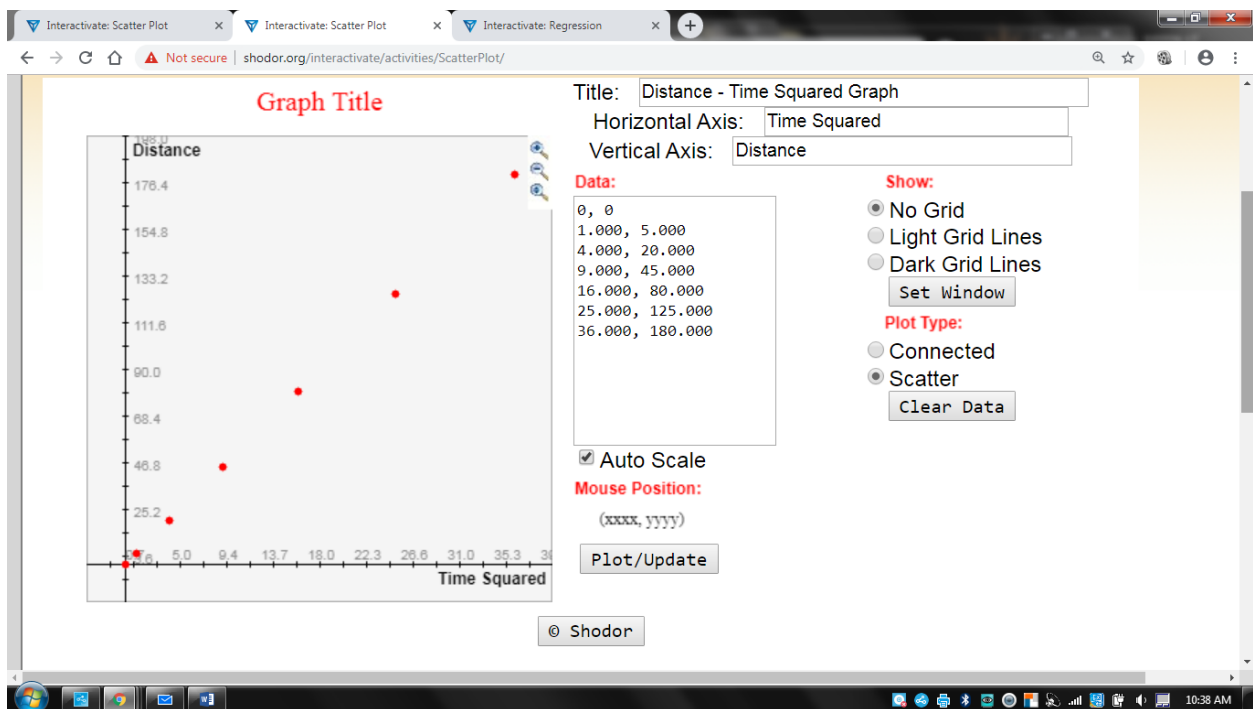 Interactivate: Scatter Plot
Interactivate: Scatter Plot
Interactivate: Regression
Not secure | shodor.org/interactivate/activities/ScatterPlot/
Graph Title
Title: Distance - Time Squared Graph
Horizontal Axis: Time Squared
Vertical Axis: Distance
198.0
Distance
176.4
154.8
133.2
111.6
90.0
68.4
46.8
25.2
5.0 9.4 13.7 18.0 22.3 26.6 31.0 35.3
Time Squared
Data:
0, 0
1.000, 5.000
4.000, 20.000
9.000, 45.000
16.000, 80.000
25.000, 125.000
36.000, 180.000
Auto Scale
Mouse Position:
(xxxx, yyyy)
Plot/Update
Show:
No Grid
Light Grid Lines
Dark Grid Lines
Set Window
Plot Type:
Connected
Scatter
Clear Data
© Shodor
10:38 AM